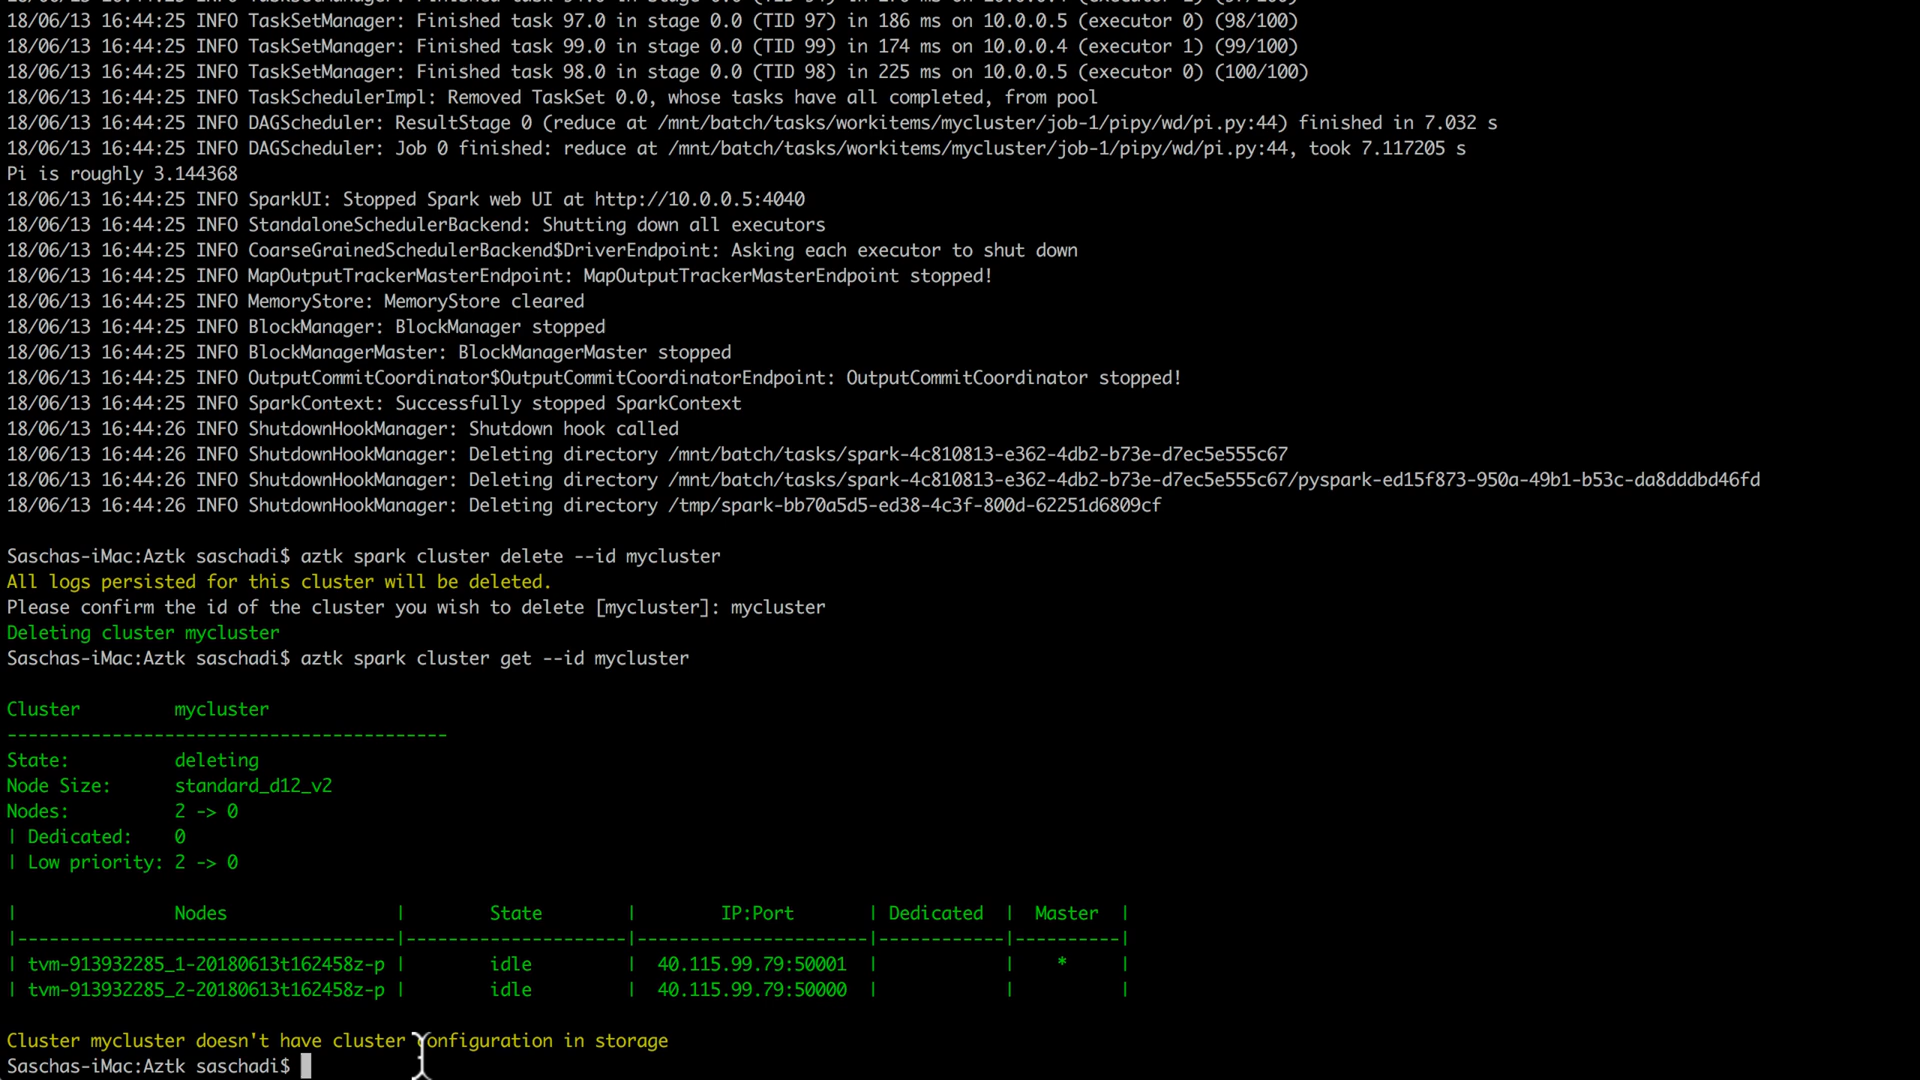 18/06/13 16:44:25 INFO TaskSetManager: Finished task 97.0 in stage 0.0 (TID 97) in 186 ms on 10.0.0.5 (executor 0) (98/100)
18/06/13 16:44:25 INFO TaskSetManager: Finished task 99.0 in stage 0.0 (TID 99) in 174 ms on 10.0.0.4 (executor 1) (99/100)
18/06/13 16:44:25 INFO TaskSetManager: Finished task 98.0 in stage 0.0 (TID 98) in 225 ms on 10.0.0.5 (executor 0) (100/100)
18/06/13 16:44:25 INFO TaskSchedulerImpl: Removed TaskSet 0.0, whose tasks have all completed, from pool
18/06/13 16:44:25 INFO DAGScheduler: ResultStage 0 (reduce at /mnt/batch/tasks/workitems/mycluster/job-1/pipy/wd/pi.py:44) finished in 7.032 s
18/06/13 16:44:25 INFO DAGScheduler: Job 0 finished: reduce at /mnt/batch/tasks/workitems/mycluster/job-1/pipy/wd/pi.py:44, took 7.117205 s
Pi is roughly 3.144368
18/06/13 16:44:25 INFO SparkUI: Stopped Spark web UI at http://10.0.0.5:4040
18/06/13 16:44:25 INFO StandaloneSchedulerBackend: Shutting down all executors
18/06/13 16:44:25 INFO CoarseGrainedSchedulerBackend$DriverEndpoint: Asking each executor to shut down
18/06/13 16:44:25 INFO MapOutputTrackerMasterEndpoint: MapOutputTrackerMasterEndpoint stopped!
18/06/13 16:44:25 INFO MemoryStore: MemoryStore cleared
18/06/13 16:44:25 INFO BlockManager: BlockManager stopped
18/06/13 16:44:25 INFO BlockManagerMaster: BlockManagerMaster stopped
18/06/13 16:44:25 INFO OutputCommitCoordinator$OutputCommitCoordinatorEndpoint: OutputCommitCoordinator stopped!
18/06/13 16:44:25 INFO SparkContext: Successfully stopped SparkContext
18/06/13 16:44:26 INFO ShutdownHookManager: Shutdown hook called
18/06/13 16:44:26 INFO ShutdownHookManager: Deleting directory /mnt/batch/tasks/spark-4c810813-e362-4db2-b73e-d7ec5e555c67
18/06/13 16:44:26 INFO ShutdownHookManager: Deleting directory /mnt/batch/tasks/spark-4c810813-e362-4db2-b73e-d7ec5e555c67/pyspark-ed15f873-950a-49b1-b53c-da8dddbd46fd
18/06/13 16:44:26 INFO ShutdownHookManager: Deleting directory /tmp/spark-bb70a5d5-ed38-4c3f-800d-62251d6809cf
Saschas-iMac:Aztk saschadi$ aztk spark cluster delete --id mycluster
All logs persisted for this cluster will be deleted.
Please confirm the id of the cluster you wish to delete [mycluster]: mycluster
Deleting cluster mycluster
Saschas-iMac:Aztk saschadi$ aztk spark cluster get --id mycluster
Cluster mycluster
------------------------------------------
State: deleting
Node Size: standard_d12_v2
Nodes: 2 -> 0
| Dedicated: 0
| Low priority: 2 -> 0
| Nodes | State | IP:Port | Dedicated | Master |
|------------------------------------|---------------------|----------------------|------------|----------|
| tvm-913932285_1-20180613t162458z-p | idle | 40.115.99.79:50001 | | * |
| tvm-913932285_2-20180613t162458z-p | idle | 40.115.99.79:50000 | | |
Cluster mycluster doesn't have cluster configuration in storage
Saschas-iMac:Aztk saschadi$